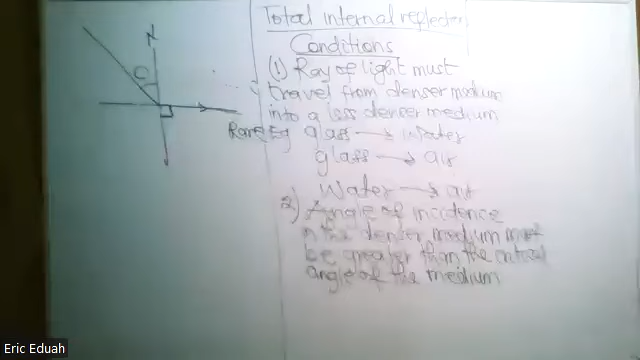 N
C
Total internal reflection
Conditions
(1) Ray of light must
travel from denser medium
into a less denser medium
Rare Eg glass → water
glass → air
Water → air
2) Angle of incidence
in the denser medium must
be greater than the critical
angle of the medium
Eric Eduah